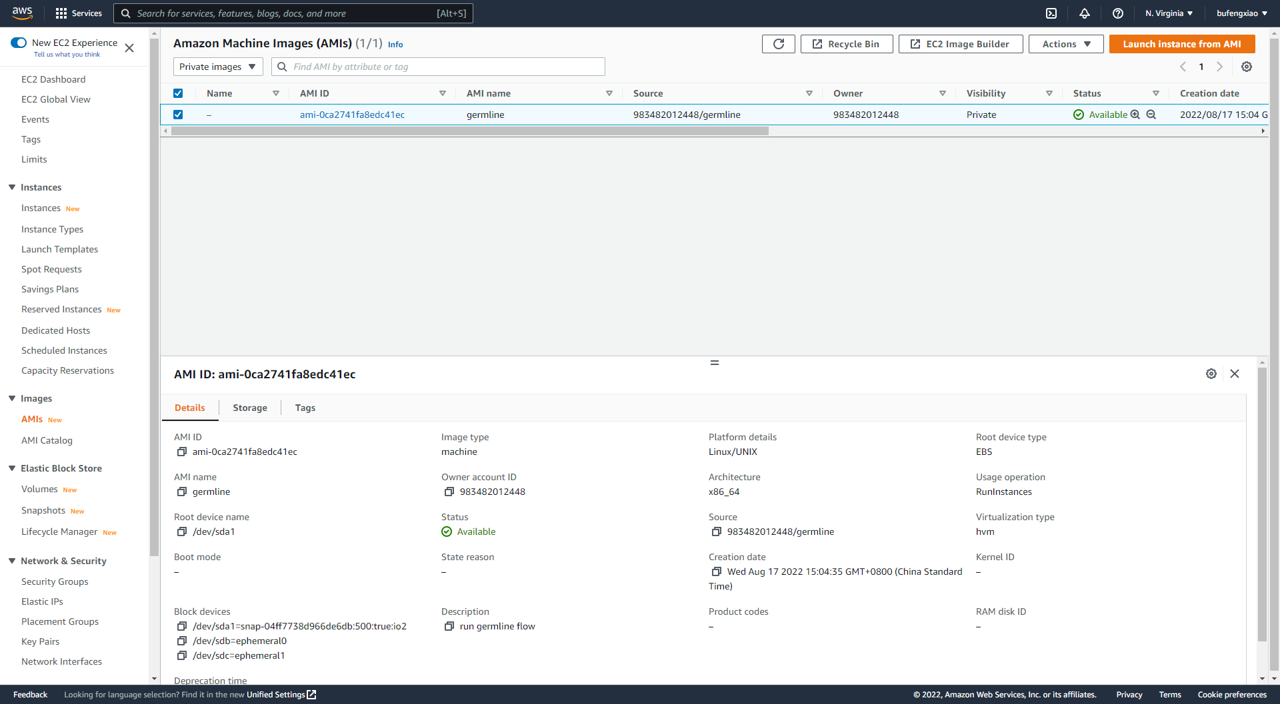 aws Services Search for services, features, blogs, docs, and more [Alt+S] N. Virginia ▼ bufengxiao ▼
New EC2 Experience
Tell us what you think
EC2 Dashboard
EC2 Global View
Events
Tags
Limits
Instances
Instances New
Instance Types
Launch Templates
Spot Requests
Savings Plans
Reserved Instances New
Dedicated Hosts
Scheduled Instances
Capacity Reservations
Images
AMIs New
AMI Catalog
Elastic Block Store
Volumes New
Snapshots New
Lifecycle Manager New
Network & Security
Security Groups
Elastic IPs
Placement Groups
Key Pairs
Network Interfaces
Amazon Machine Images (AMIs) (1/1) Info Recycle Bin EC2 Image Builder Actions ▼ Launch instance from AMI
Private images ▼ Find AMI by attribute or tag 1
Name AMI ID AMI name Source Owner Visibility Status Creation date
– ami-0ca2741fa8edc41ec germline 983482012448/germline 983482012448 Private Available 2022/08/17 15:04 G
AMI ID: ami-0ca2741fa8edc41ec
Details Storage Tags
AMI ID Image type Platform details Root device type
ami-0ca2741fa8edc41ec machine Linux/UNIX EBS
AMI name Owner account ID Architecture Usage operation
germline 983482012448 x86_64 RunInstances
Root device name Status Source Virtualization type
/dev/sda1 Available 983482012448/germline hvm
Boot mode State reason Creation date Kernel ID
– – Wed Aug 17 2022 15:04:35 GMT+0800 (China Standard –
Time)
Block devices Description Product codes RAM disk ID
/dev/sda1=snap-04ff7738d966de6db:500:true:io2 run germline flow – –
/dev/sdb=ephemeral0
/dev/sdc=ephemeral1
Deprecation time
Feedback Looking for language selection? Find it in the new Unified Settings © 2022, Amazon Web Services, Inc. or its affiliates. Privacy Terms Cookie preferences